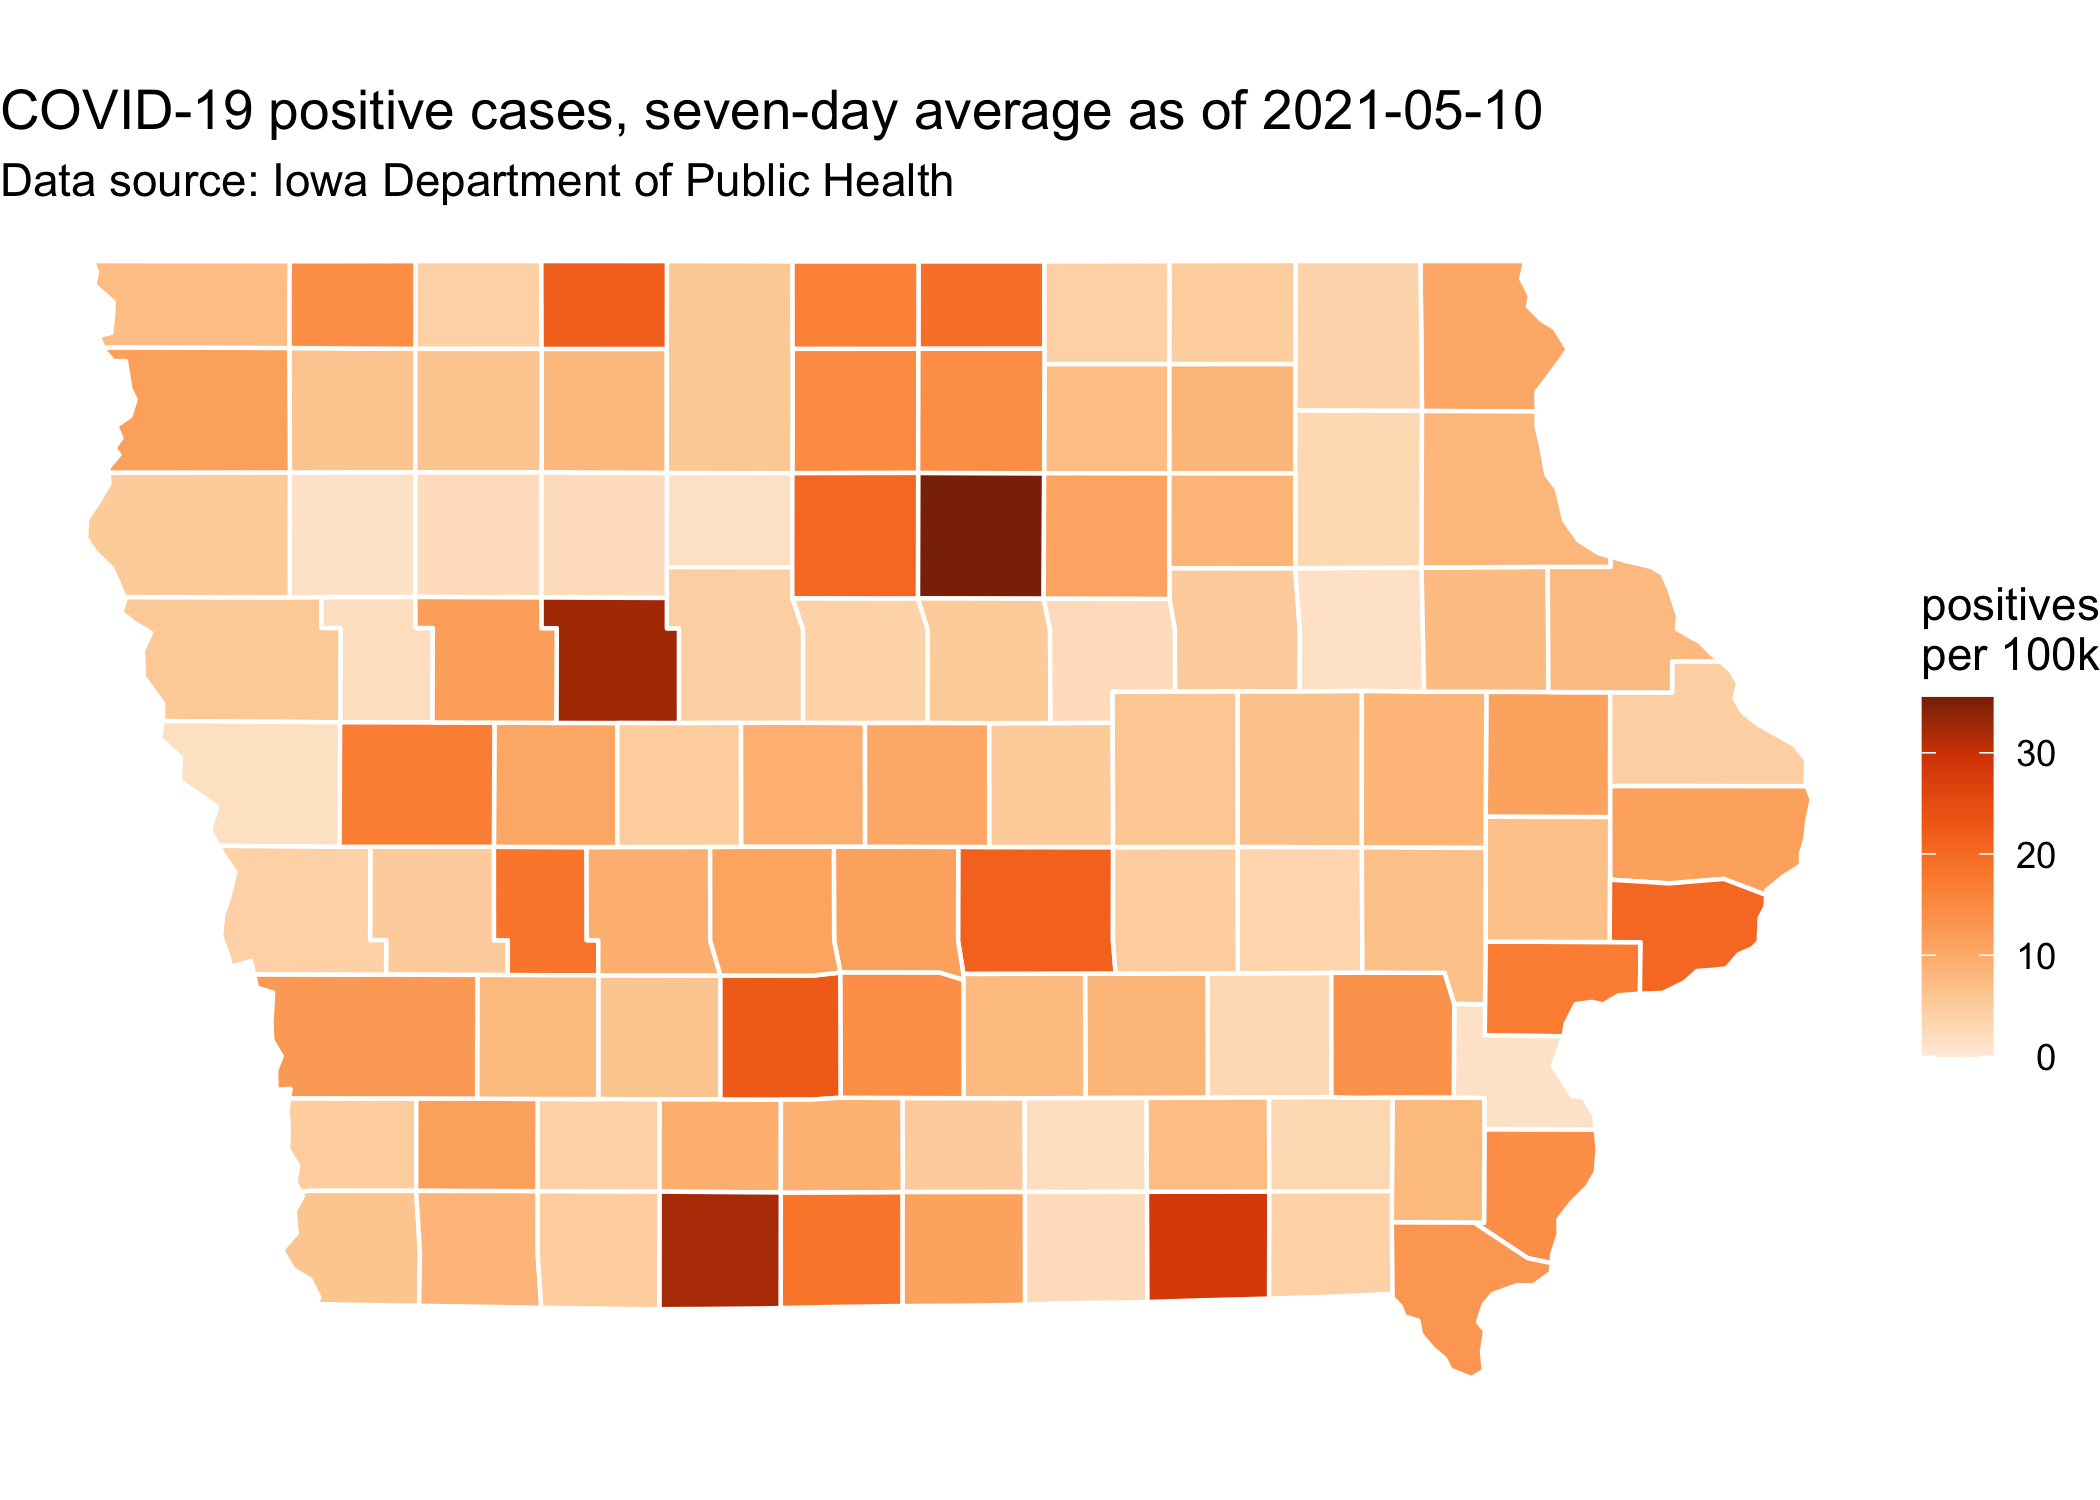 COVID-19 positive cases, seven-day average as of 2021-05-10
Data source: Iowa Department of Public Health
positives
per 100k
30
20
10
0